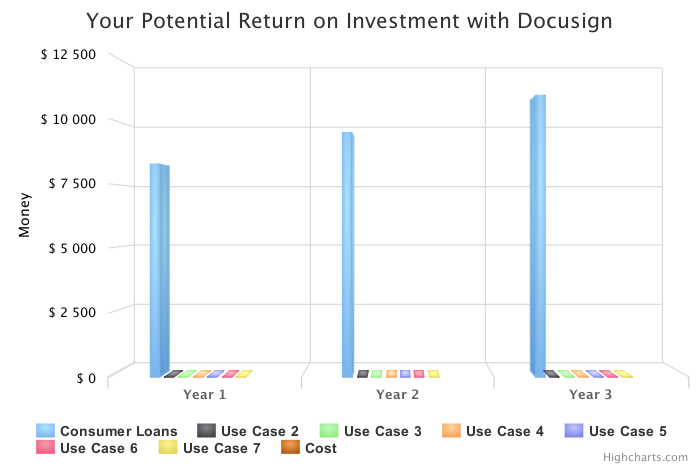 Your Potential Return on Investment with Docusign
$ 12 500
$ 10 000
$ 7 500
$ 5 000
$ 2 500
$ 0
Money
Year 1 Year 2 Year 3
Consumer Loans Use Case 2 Use Case 3 Use Case 4 Use Case 5
Use Case 6 Use Case 7 Cost
Highcharts.com